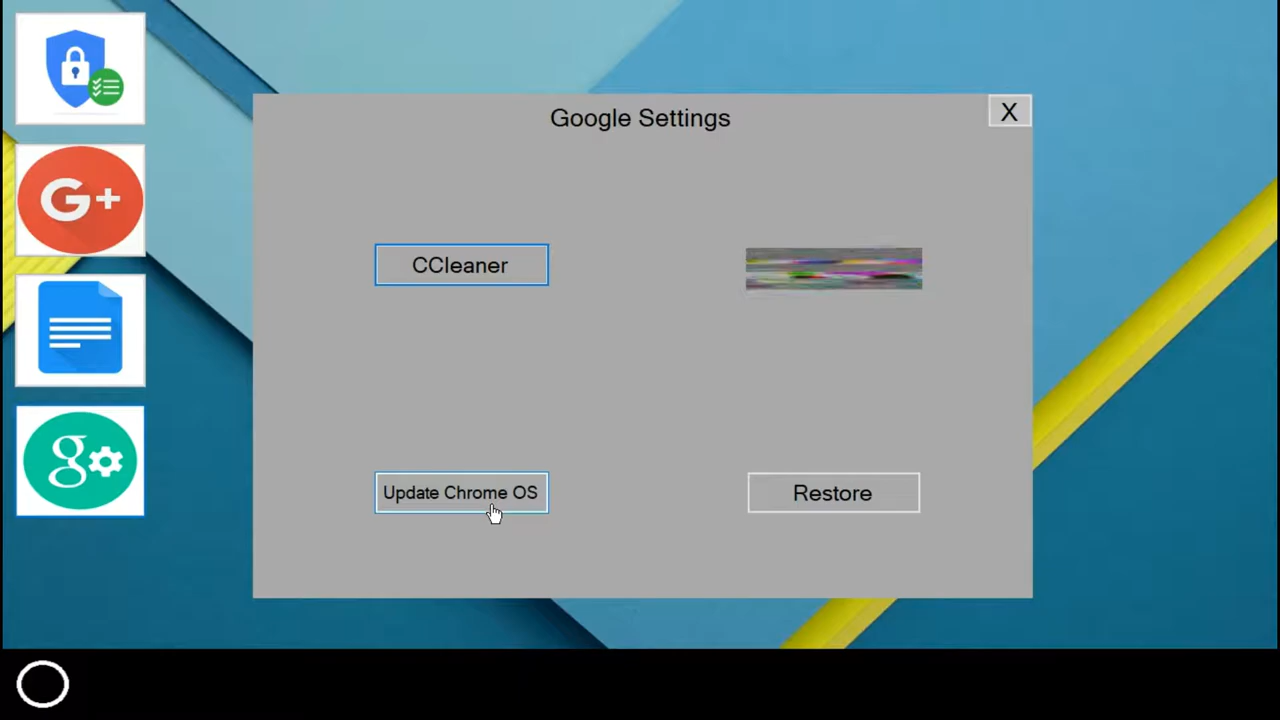 Google Settings
X
CCleaner
Update Chrome OS
Restore
G+
g